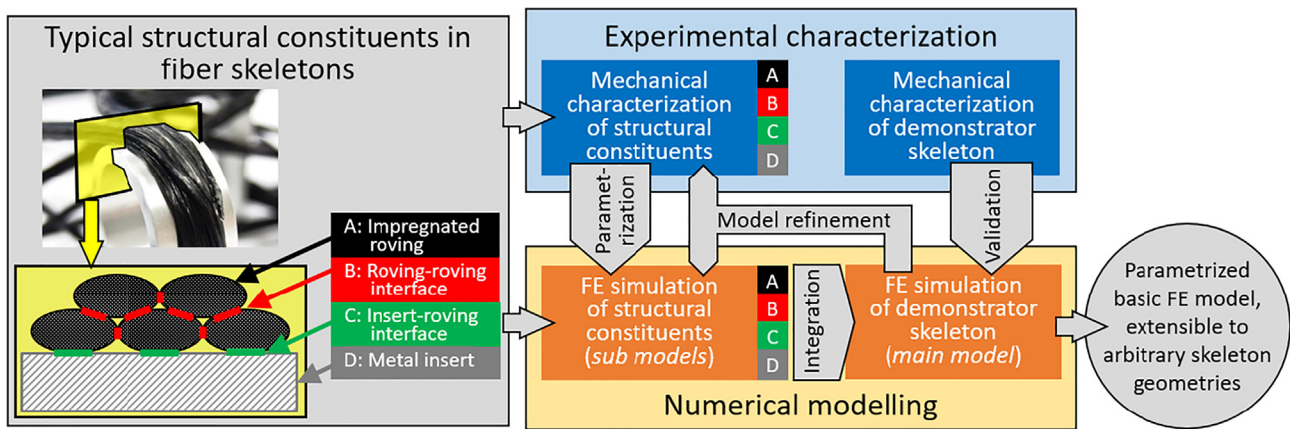 Typical structural constituents in
fiber skeletons
A: Impregnated
roving
B: Roving-roving
interface
C: Insert-roving
interface
D: Metal insert
Experimental characterization
Mechanical
characterization
of structural
constituents
A
B
C
D
Mechanical
characterization
of demonstrator
skeleton
Paramet-
rization
Model refinement
Validation
FE simulation
of structural
constituents
(sub models)
A
B
C
D
Integration
FE simulation
of demonstrator
skeleton
(main model)
Numerical modelling
Parametrized
basic FE model,
extensible to
arbitrary skeleton
geometries